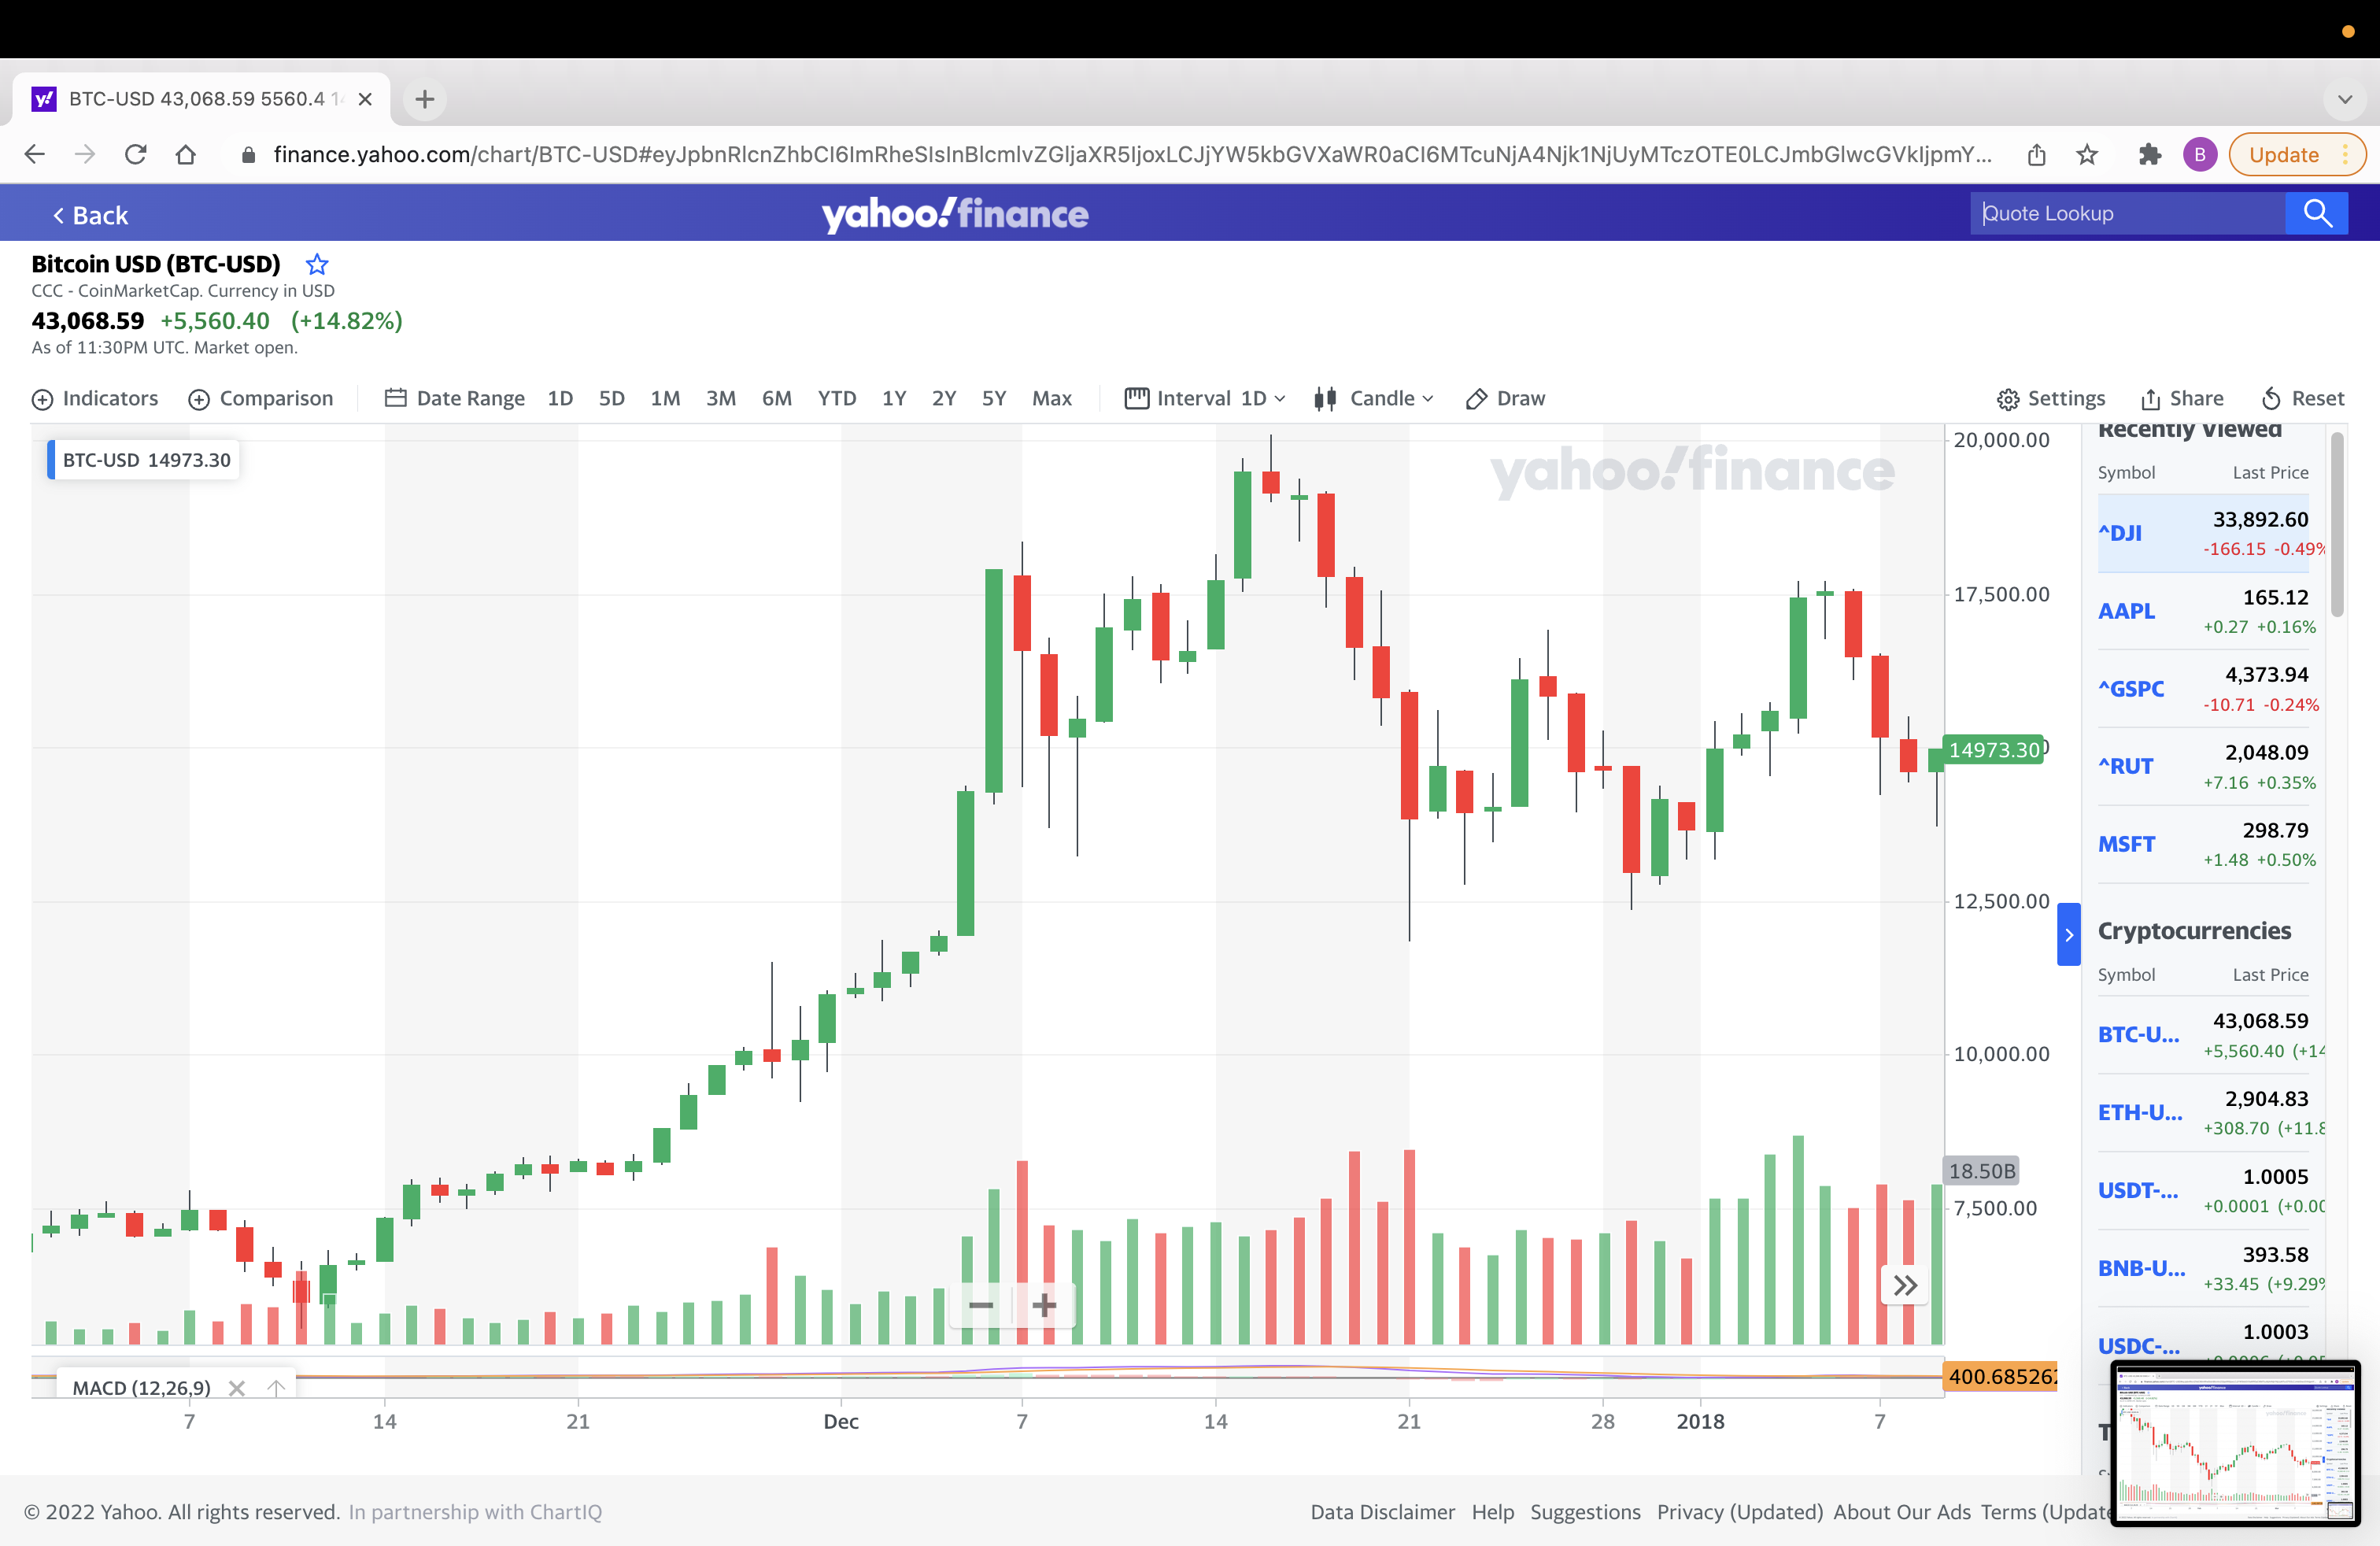 BTC-USD 43,068.59 5560.4 14
finance.yahoo.com/chart/BTC-USD#eyJpbnRlcnZhbCI6ImRheSIsInBlcmlvZGljaXR5IjoxLCJjYW5kbGVXaWR0aCI6MTcuNjA4Njk1NjUyMTczOTE0LCJmbGlwcGVkIjpmY...
B
Update
Back
yahoo!finance
Quote Lookup
Bitcoin USD (BTC-USD)
CCC - CoinMarketCap. Currency in USD
43,068.59 +5,560.40 (+14.82%)
As of 11:30PM UTC. Market open.
Indicators Comparison Date Range 1D 5D 1M 3M 6M YTD 1Y 2Y 5Y Max Interval 1D Candle Draw Settings Share Reset
BTC-USD 14973.30
yahoo!finance
20,000.00
17,500.00
14973.30
12,500.00
10,000.00
18.50B
7,500.00
MACD (12,26,9)
400.685262
7 14 21 Dec 7 14 21 28 2018 7
Recently Viewed
Symbol Last Price
^DJI 33,892.60
-166.15 -0.49%
AAPL 165.12
+0.27 +0.16%
^GSPC 4,373.94
-10.71 -0.24%
^RUT 2,048.09
+7.16 +0.35%
MSFT 298.79
+1.48 +0.50%
Cryptocurrencies
Symbol Last Price
BTC-U... 43,068.59
+5,560.40 (+14
ETH-U... 2,904.83
+308.70 (+11.8
USDT-... 1.0005
+0.0001 (+0.00
BNB-U... 393.58
+33.45 (+9.29%
USDC-... 1.0003
© 2022 Yahoo. All rights reserved. In partnership with ChartIQ
Data Disclaimer Help Suggestions Privacy (Updated) About Our Ads Terms (Update